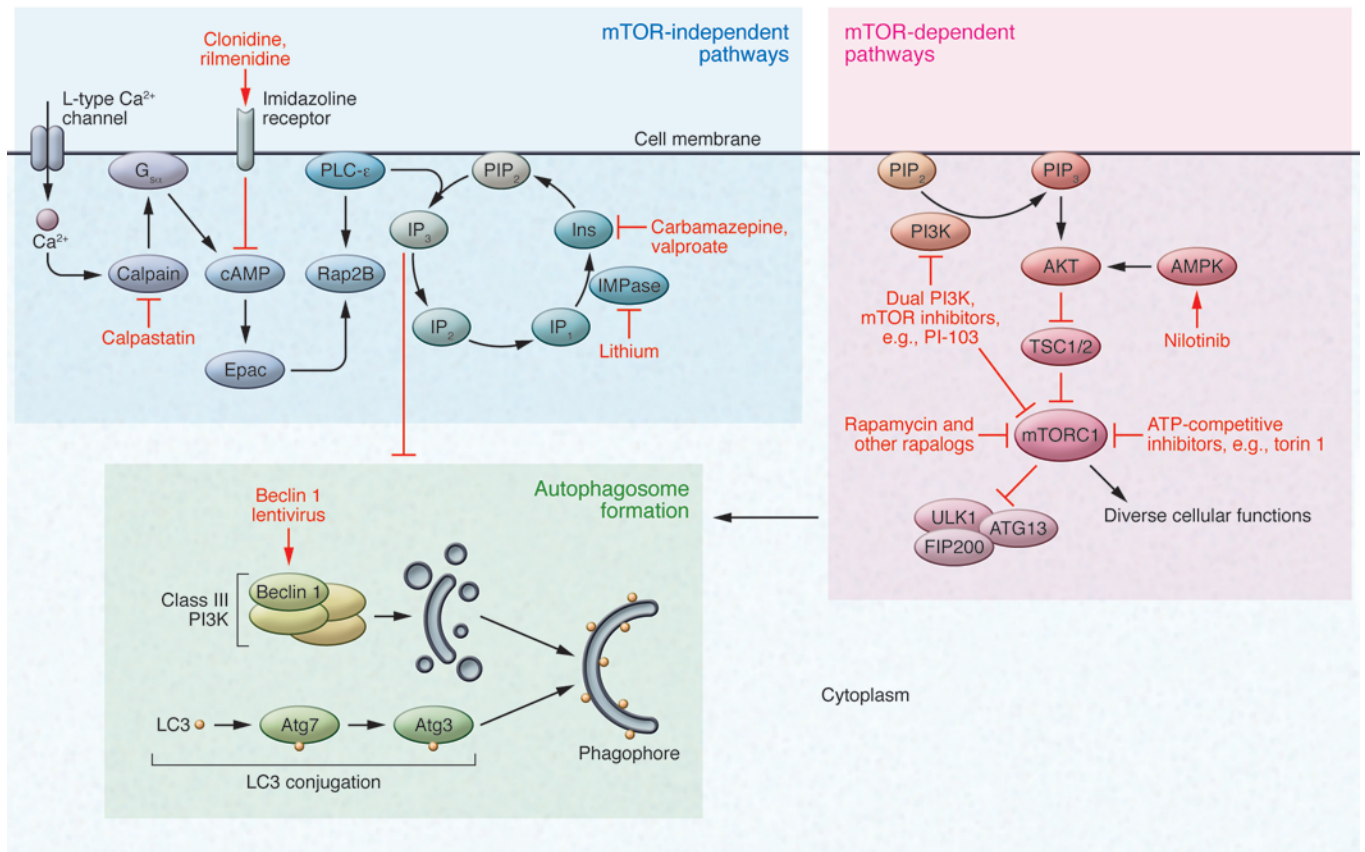 mTOR-independent
pathways
Clonidine,
rilmenidine
L-type Ca²⁺
channel
Imidazoline
receptor
Cell membrane
Gₛα
PLC-ε
PIP₂
IP₃
Ins
Carbamazepine,
valproate
Ca²⁺
Calpain
cAMP
Rap2B
IMPase
Calpastatin
IP₂
IP₁
Lithium
Epac
mTOR-dependent
pathways
PIP₂
PIP₃
PI3K
AKT
AMPK
Dual PI3K,
mTOR inhibitors,
e.g., PI-103
TSC1/2
Nilotinib
Rapamycin and
other rapalogs
mTORC1
ATP-competitive
inhibitors, e.g., torin 1
ULK1
ATG13
FIP200
Diverse cellular functions
Autophagosome
formation
Beclin 1
lentivirus
Class III
PI3K
Beclin 1
LC3
Atg7
Atg3
LC3 conjugation
Phagophore
Cytoplasm